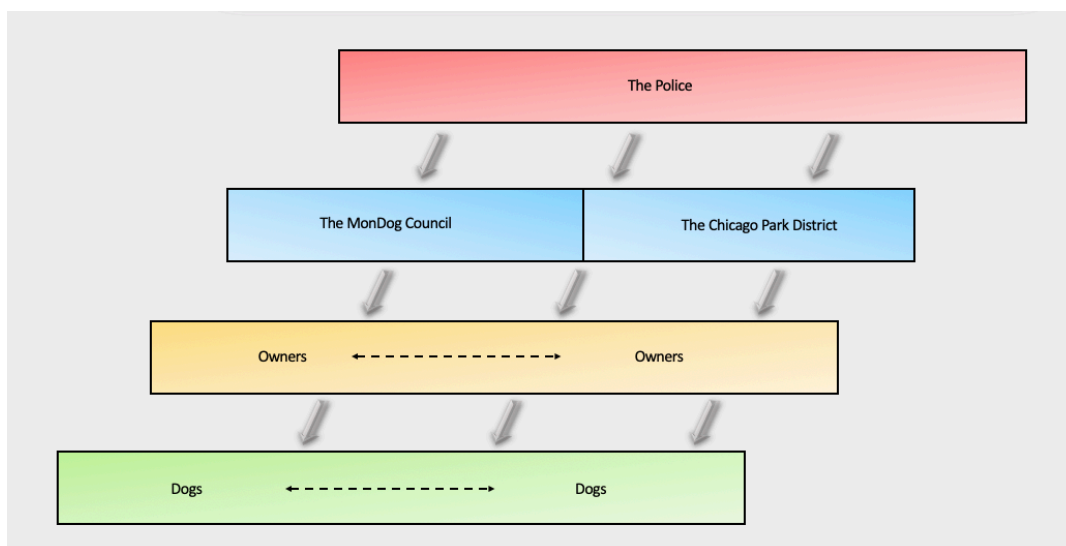 The Police
The MonDog Council
The Chicago Park District
Owners
Owners
Dogs
Dogs